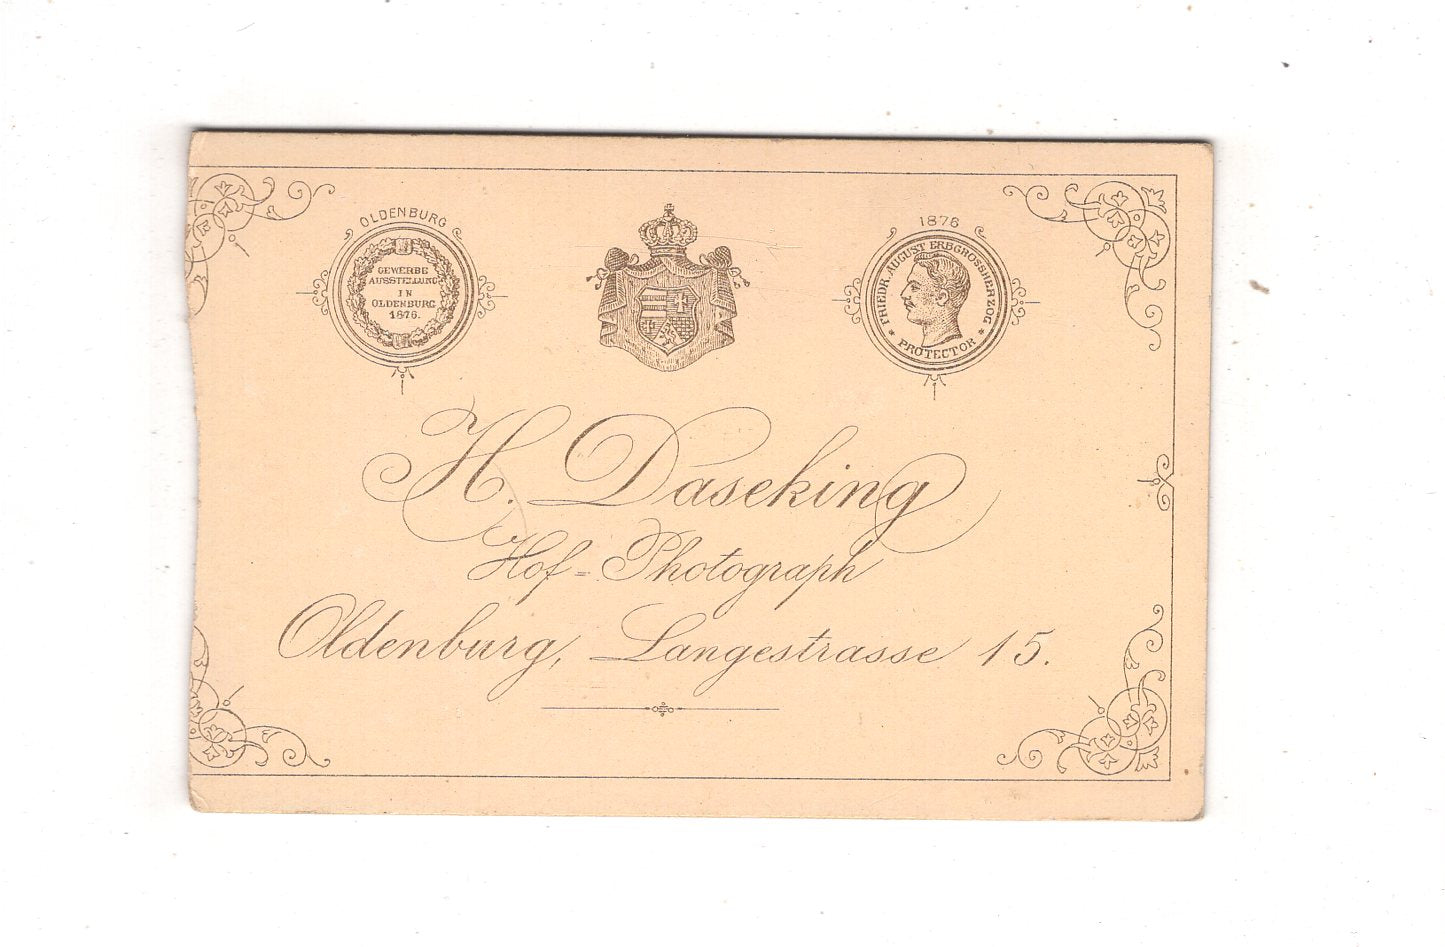 OLDENBURG
GEWERBE
AUSSTELLUNG
IN
OLDENBURG
1876.
1876
FRIEDR. AUGUST ERBGROSSHERZOG
* PROTECTOR *
H. Daseking
Hof=Photograph
Oldenburg, Langestrasse 15.